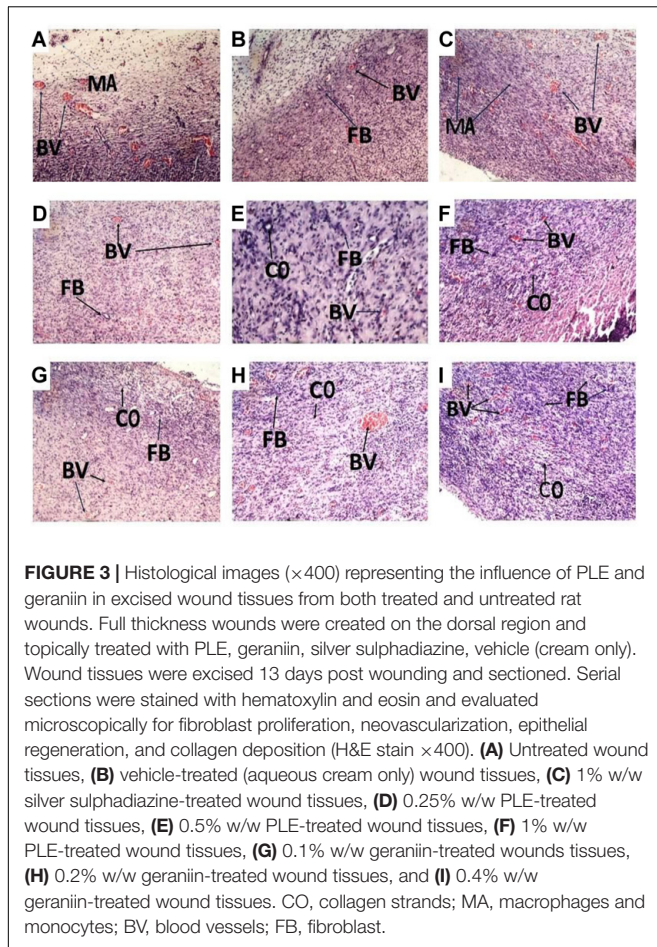 A
MA
BV
B
BV
FB
C
MA
BV
D
BV
FB
E
CO
FB
BV
F
FB
BV
CO
G
CO
FB
BV
H
CO
FB
BV
I
BV
FB
CO
FIGURE 3 | Histological images (×400) representing the influence of PLE and
geraniin in excised wound tissues from both treated and untreated rat
wounds. Full thickness wounds were created on the dorsal region and
topically treated with PLE, geraniin, silver sulphadiazine, vehicle (cream only).
Wound tissues were excised 13 days post wounding and sectioned. Serial
sections were stained with hematoxylin and eosin and evaluated
microscopically for fibroblast proliferation, neovascularization, epithelial
regeneration, and collagen deposition (H&E stain ×400). (A) Untreated wound
tissues, (B) vehicle-treated (aqueous cream only) wound tissues, (C) 1% w/w
silver sulphadiazine-treated wound tissues, (D) 0.25% w/w PLE-treated
wound tissues, (E) 0.5% w/w PLE-treated wound tissues, (F) 1% w/w
PLE-treated wound tissues, (G) 0.1% w/w geraniin-treated wounds tissues,
(H) 0.2% w/w geraniin-treated wound tissues, and (I) 0.4% w/w
geraniin-treated wound tissues. CO, collagen strands; MA, macrophages and
monocytes; BV, blood vessels; FB, fibroblast.